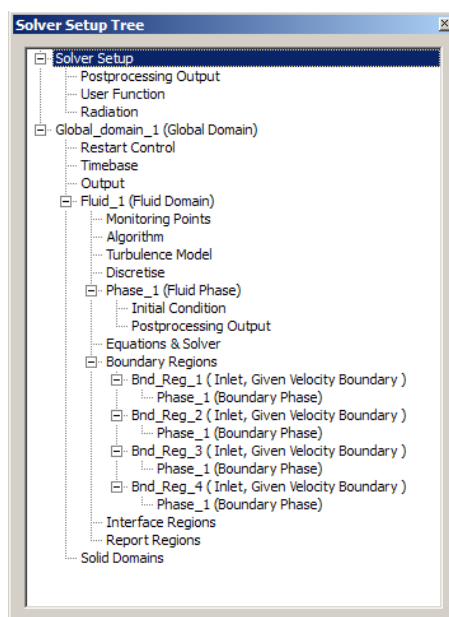 Solver Setup Tree
Solver Setup
Postprocessing Output
User Function
Radiation
Global_domain_1 (Global Domain)
Restart Control
Timebase
Output
Fluid_1 (Fluid Domain)
Monitoring Points
Algorithm
Turbulence Model
Discretise
Phase_1 (Fluid Phase)
Initial Condition
Postprocessing Output
Equations & Solver
Boundary Regions
Bnd_Reg_1 ( Inlet, Given Velocity Boundary )
Phase_1 (Boundary Phase)
Bnd_Reg_2 ( Inlet, Given Velocity Boundary )
Phase_1 (Boundary Phase)
Bnd_Reg_3 ( Inlet, Given Velocity Boundary )
Phase_1 (Boundary Phase)
Bnd_Reg_4 ( Inlet, Given Velocity Boundary )
Phase_1 (Boundary Phase)
Interface Regions
Report Regions
Solid Domains